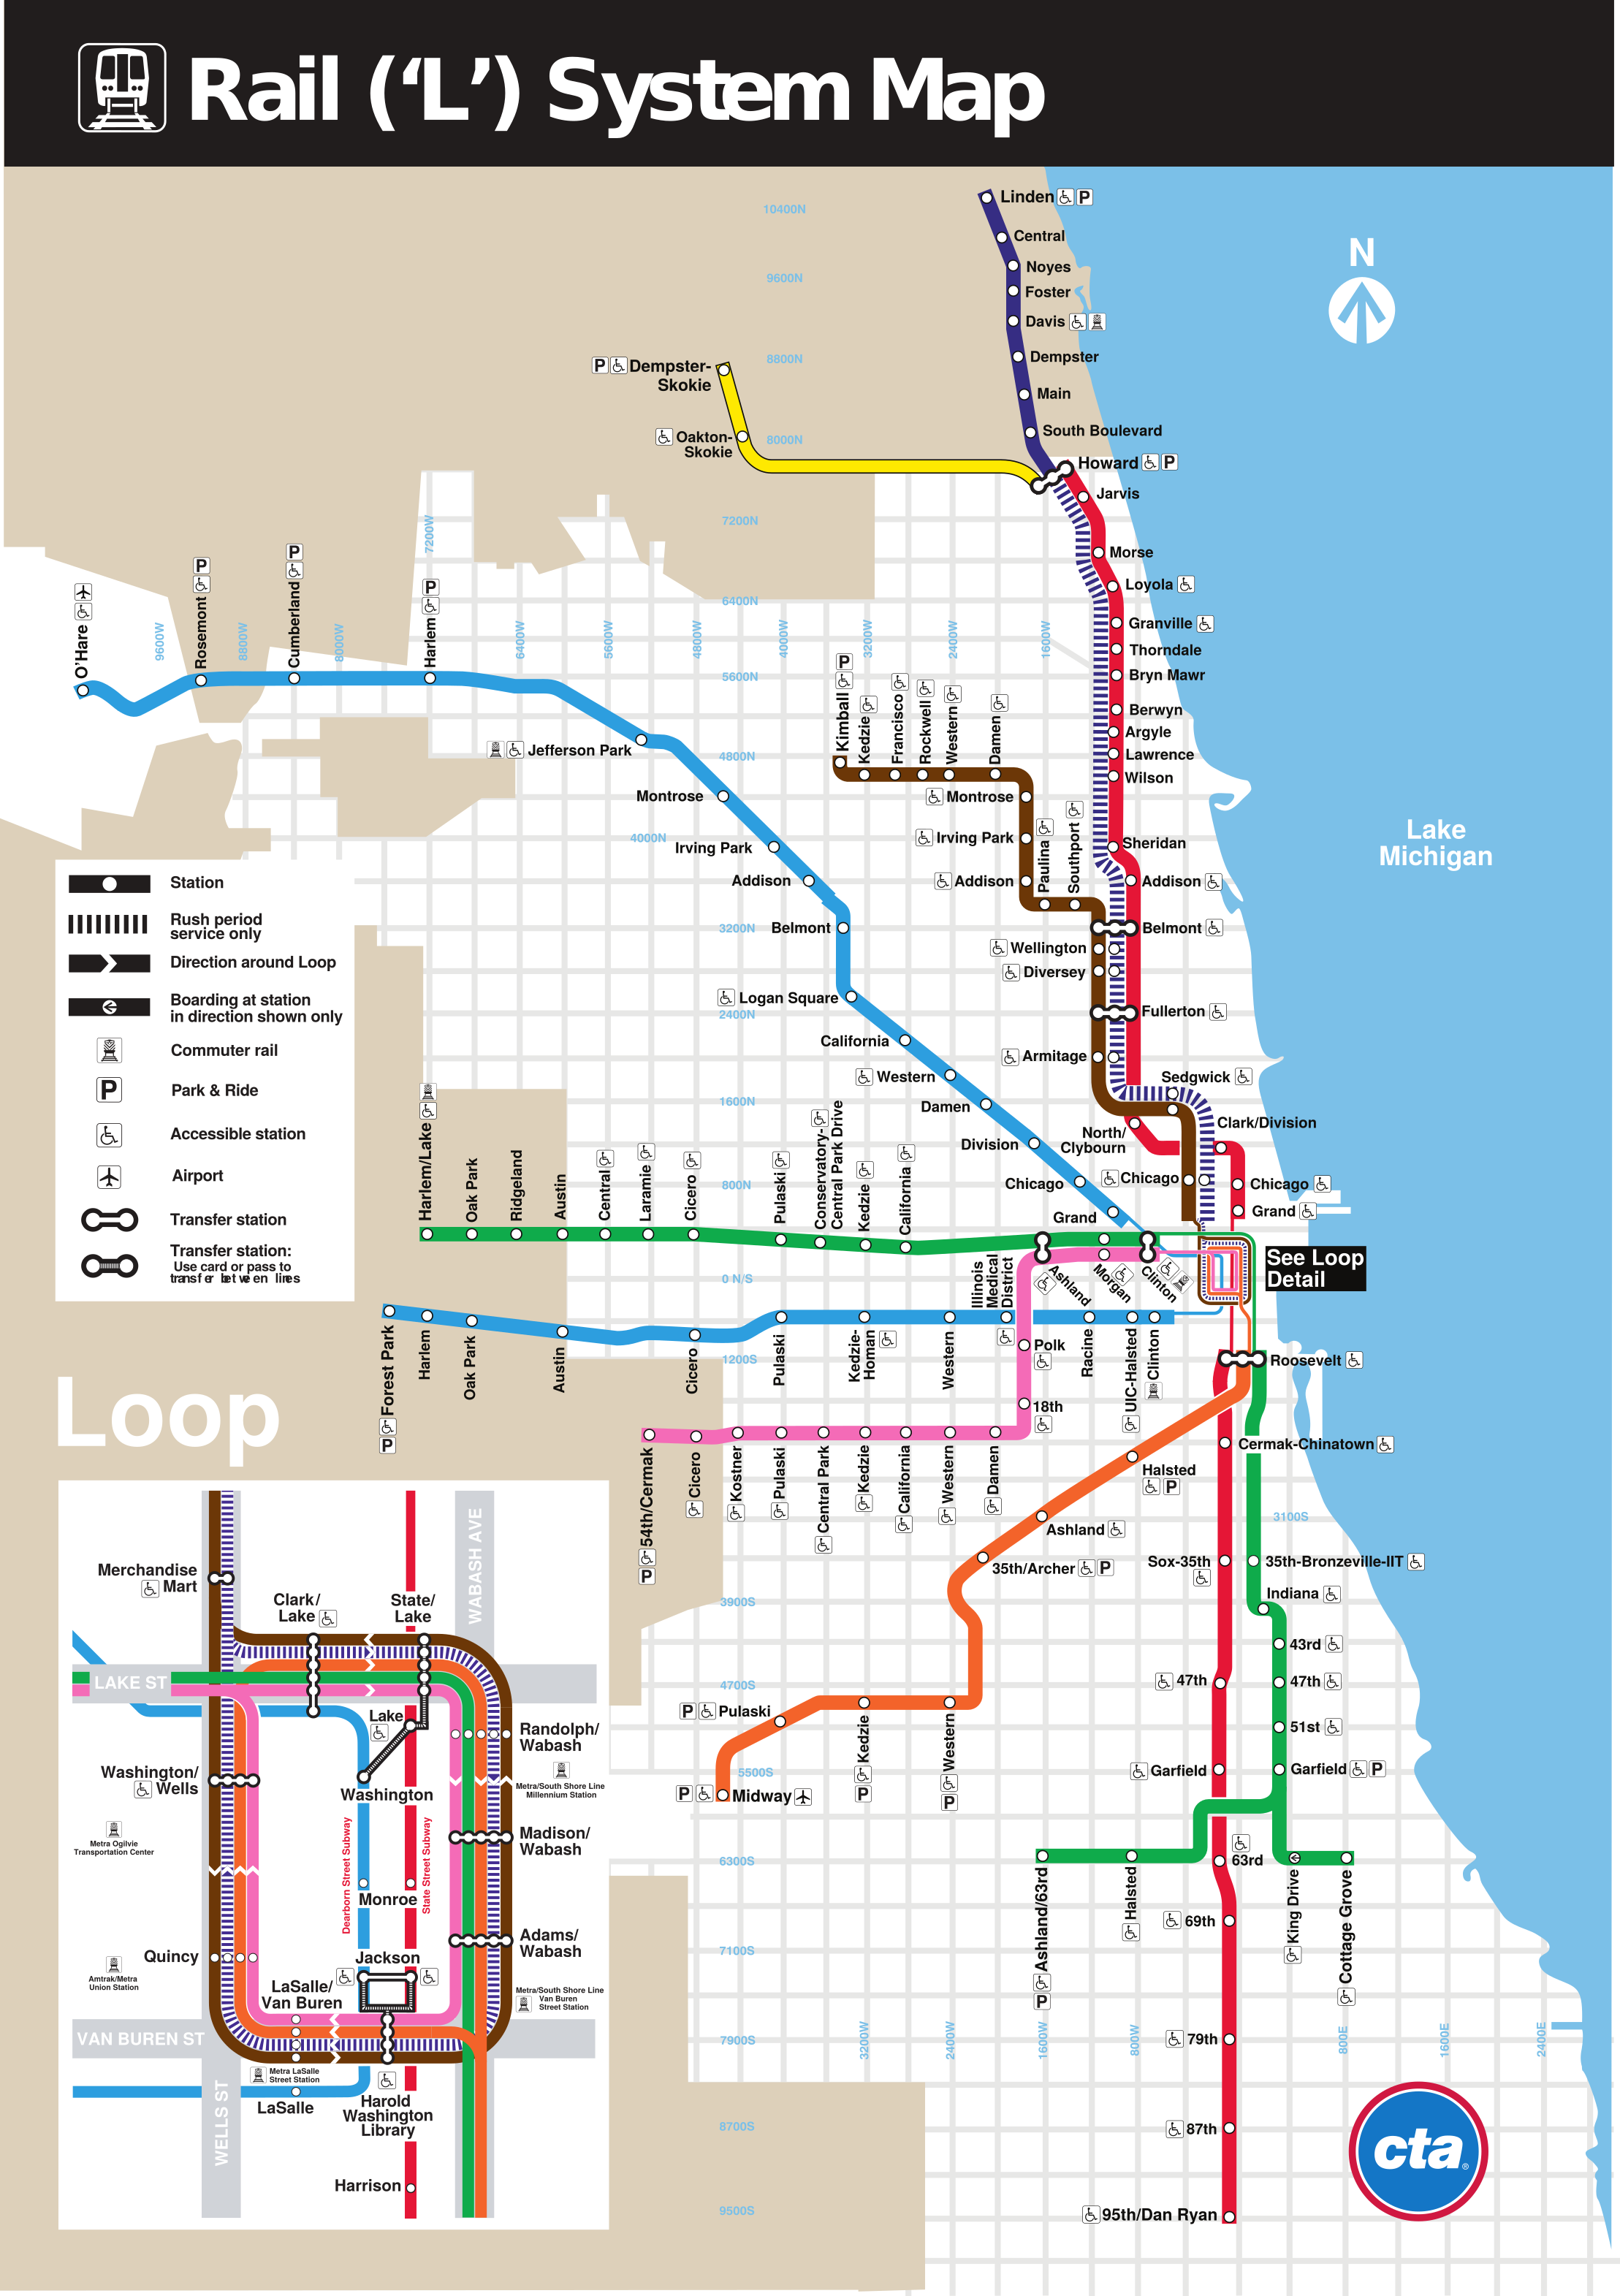 Rail (‘L’) System Map
Linden P
Central
Noyes
Foster
Davis
Dempster
Main
South Boulevard
Howard P
Jarvis
Morse
Loyola
Granville
Thorndale
Bryn Mawr
Berwyn
Argyle
Lawrence
Wilson
Sheridan
Addison
Belmont
Fullerton
N
Lake
Michigan
P Dempster-
Skokie
Oakton-
Skokie
10400N
9600N
8800N
8000N
7200N
6400N
5600N
4800N
4000N
3200N
2400N
1600N
800N
0 N/S
1200S
9600W
8800W
8000W
7200W
6400W
5600W
4800W
4000W
3200W
2400W
1600W
O'Hare
Rosemont P
Cumberland P
Harlem P
Jefferson Park
Montrose
Irving Park
Addison
Belmont
Logan Square
California
Western
Damen
Division
Chicago
Grand
Kimball P
Kedzie
Francisco
Rockwell
Western
Damen
Montrose
Irving Park
Addison
Paulina
Southport
Wellington
Diversey
Armitage
Sedgwick
Chicago
North/
Clybourn
Clark/Division
Chicago
Grand
See Loop
Detail
Station
Rush period
service only
Direction around Loop
Boarding at station
in direction shown only
Commuter rail
P
Park & Ride
Accessible station
Airport
Transfer station
Transfer station:
Use card or pass to
transfer between lines
Harlem/Lake
Oak Park
Ridgeland
Austin
Central
Laramie
Cicero
Pulaski
Conservatory-
Central Park Drive
Kedzie
California
Ashland
Morgan
Clinton
Forest Park P
Harlem
Oak Park
Austin
Cicero
Pulaski
Kedzie-
Homan
Western
Illinois
Medical
District
Racine
UIC-Halsted
Clinton
Polk
18th
54th/Cermak P
Cicero
Kostner
Pulaski
Central Park
Kedzie
California
Western
Damen
Roosevelt
Cermak-Chinatown
Halsted
P
Ashland
35th/Archer P
Western P
Kedzie P
P Pulaski
P Midway
3100S
3900S
4700S
5500S
6300S
7100S
7900S
8700S
9500S
Sox-35th
35th-Bronzeville-IIT
Indiana
43rd
47th
47th
51st
Garfield
Garfield P
63rd
Ashland/63rd P
Halsted
King Drive
Cottage Grove
69th
79th
87th
95th/Dan Ryan
3200W
2400W
1600W
800W
800E
1600E
2400E
cta
®
Loop
Merchandise
Mart
Clark/
Lake
State/
Lake
WABASH AVE
LAKE ST
Lake
Randolph/
Wabash
Metra/South Shore Line
Millennium Station
Washington/
Wells
Washington
Madison/
Wabash
Metra Ogilvie
Transportation Center
Dearborn Street Subway
State Street Subway
Monroe
Adams/
Wabash
Quincy
Jackson
Amtrak/Metra
Union Station
LaSalle/
Van Buren
Metra/South Shore Line
Van Buren
Street Station
VAN BUREN ST
Metra LaSalle
Street Station
LaSalle
WELLS ST
Harold
Washington
Library
Harrison